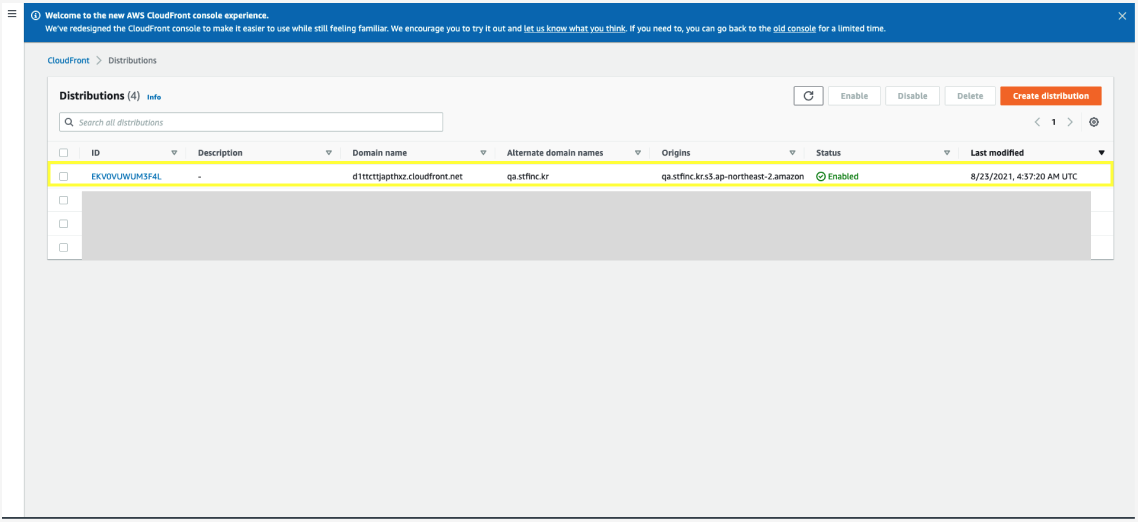 Welcome to the new AWS CloudFront console experience.
We've redesigned the CloudFront console to make it easier to use while still feeling familiar. We encourage you to try it out and let us know what you think. If you need to, you can go back to the old console for a limited time.
CloudFront > Distributions
Distributions (4) Info
Enable Disable Delete Create distribution
Search all distributions
< 1 >
ID Description Domain name Alternate domain names Origins Status Last modified
EKV0VUWUM3F4L - d1ttcttjapthxz.cloudfront.net qa.stfinc.kr qa.stfinc.kr.s3.ap-northeast-2.amazon Enabled 8/23/2021, 4:37:20 AM UTC